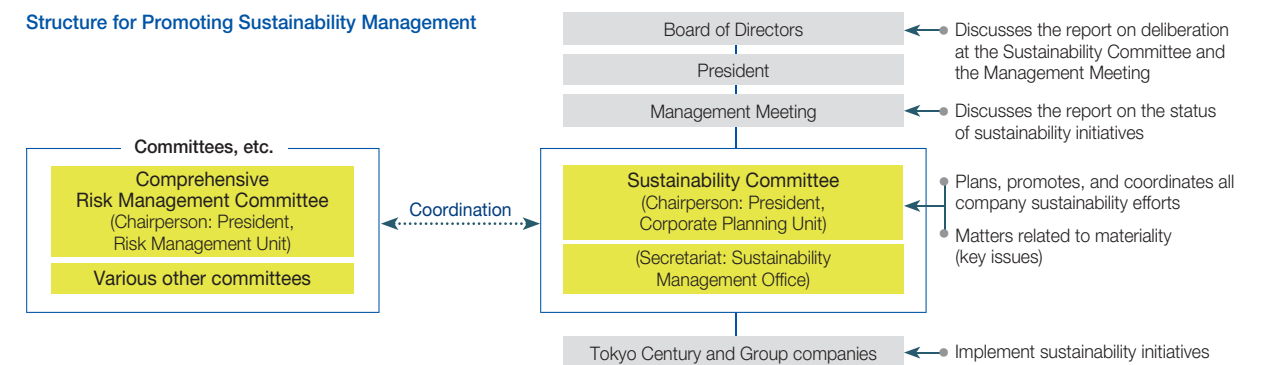 Structure for Promoting Sustainability Management
Board of Directors
Discusses the report on deliberation
at the Sustainability Committee and
the Management Meeting
President
Management Meeting
Discusses the report on the status
of sustainability initiatives
Committees, etc.
Comprehensive
Risk Management Committee
(Chairperson: President,
Risk Management Unit)
Various other committees
Coordination
Sustainability Committee
(Chairperson: President,
Corporate Planning Unit)
(Secretariat: Sustainability
Management Office)
Plans, promotes, and coordinates all
company sustainability efforts
Matters related to materiality
(key issues)
Tokyo Century and Group companies
Implement sustainability initiatives